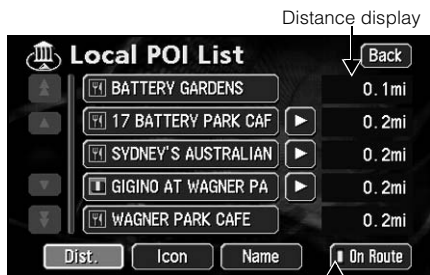 Distance display
Local POI List
Back
BATTERY GARDENS 0.1mi
17 BATTERY PARK CAF 0.2mi
SYDNEY'S AUSTRALIAN 0.2mi
GIGINO AT WAGNER PA 0.2mi
WAGNER PARK CAFE 0.2mi
Dist. Icon Name On Route